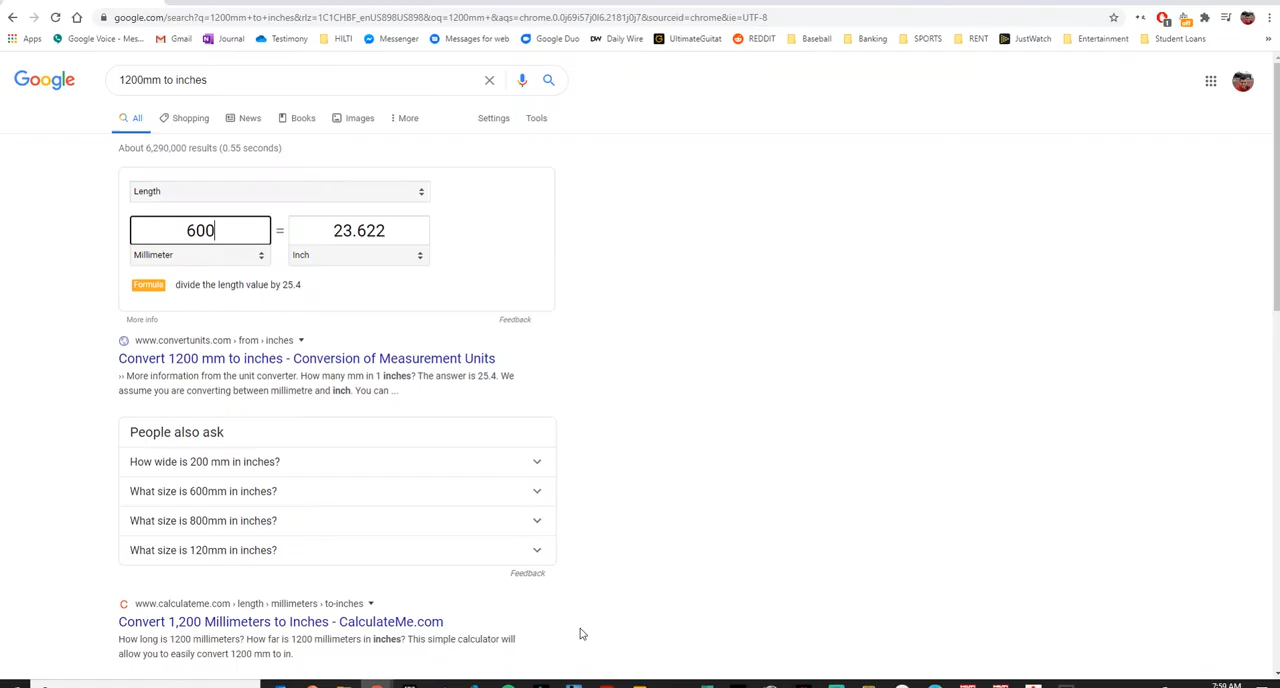 google.com/search?q=1200mm+to+inches&rlz=1C1CHBF_enUS898US898&oq=1200mm+&aqs=chrome.0.0j69i57j0l6.2181j0j7&sourceid=chrome&ie=UTF-8
Apps Google Voice - Mes... Gmail Journal Testimony HILTI Messenger Messages for web Google Duo DW Daily Wire UltimateGuitat REDDIT Baseball Banking SPORTS RENT JustWatch Entertainment Student Loans »
Google 1200mm to inches
All Shopping News Books Images More Settings Tools
About 6,290,000 results (0.55 seconds)
Length
600 = 23.622
Millimeter Inch
Formula divide the length value by 25.4
More info Feedback
www.convertunits.com › from › inches
Convert 1200 mm to inches - Conversion of Measurement Units
›› More information from the unit converter. How many mm in 1 inches? The answer is 25.4. We
assume you are converting between millimetre and inch. You can ...
People also ask
How wide is 200 mm in inches?
What size is 600mm in inches?
What size is 800mm in inches?
What size is 120mm in inches?
Feedback
www.calculateme.com › length › millimeters › to-inches
Convert 1,200 Millimeters to Inches - CalculateMe.com
How long is 1200 millimeters? How far is 1200 millimeters in inches? This simple calculator will
allow you to easily convert 1200 mm to in.
7:59 AM